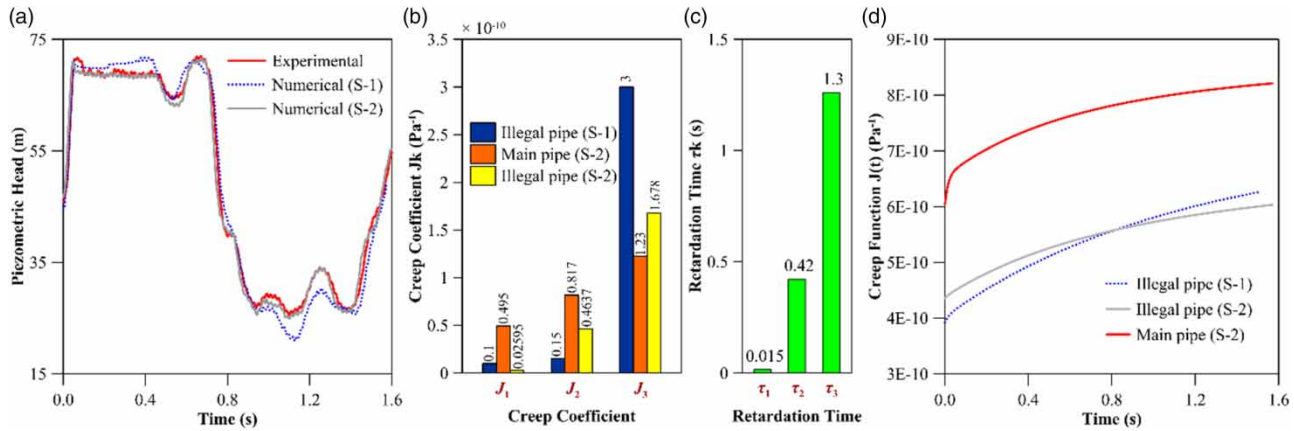 (a)
75
55
35
15
Piezometric Head (m)
Experimental
Numerical (S-1)
Numerical (S-2)
0.0 0.4 0.8 1.2 1.6
Time (s)
(b)
× 10⁻¹⁰
3.5
3
2.5
2
1.5
1
0.5
0
Creep Coefficient Jk (Pa⁻¹)
Illegal pipe (S-1)
Main pipe (S-2)
Illegal pipe (S-2)
0.1
0.495
0.02595
0.15
0.817
0.4637
3
1.23
1.678
J₁ J₂ J₃
Creep Coefficient
(c)
1.5
1
0.5
0
Retardation Time τk (s)
0.015
0.42
1.3
τ₁ τ₂ τ₃
Retardation Time
(d)
9E-10
8E-10
7E-10
6E-10
5E-10
4E-10
3E-10
Creep Function J(t) (Pa⁻¹)
Illegal pipe (S-1)
Illegal pipe (S-2)
Main pipe (S-2)
0.0 0.4 0.8 1.2 1.6
Time (s)